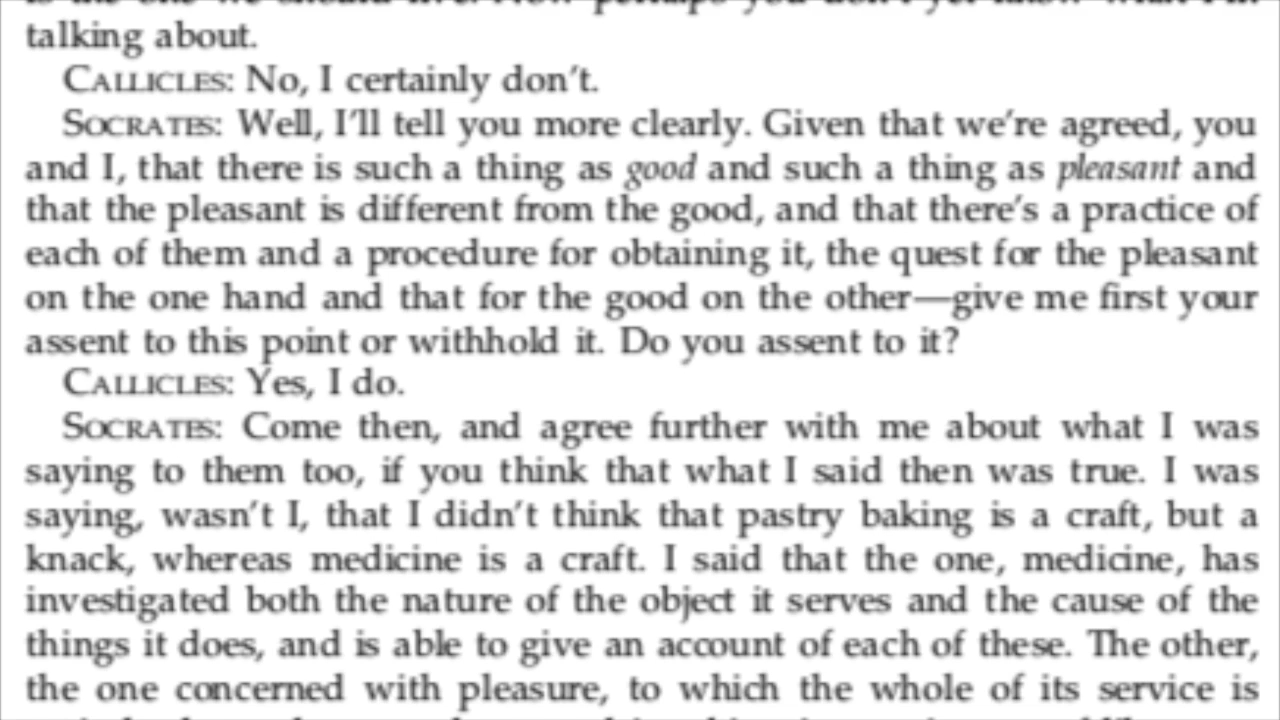 talking about.
CALLICLES: No, I certainly don't.
SOCRATES: Well, I'll tell you more clearly. Given that we're agreed, you
and I, that there is such a thing as good and such a thing as pleasant and
that the pleasant is different from the good, and that there's a practice of
each of them and a procedure for obtaining it, the quest for the pleasant
on the one hand and that for the good on the other—give me first your
assent to this point or withhold it. Do you assent to it?
CALLICLES: Yes, I do.
SOCRATES: Come then, and agree further with me about what I was
saying to them too, if you think that what I said then was true. I was
saying, wasn't I, that I didn't think that pastry baking is a craft, but a
knack, whereas medicine is a craft. I said that the one, medicine, has
investigated both the nature of the object it serves and the cause of the
things it does, and is able to give an account of each of these. The other,
the one concerned with pleasure, to which the whole of its service is